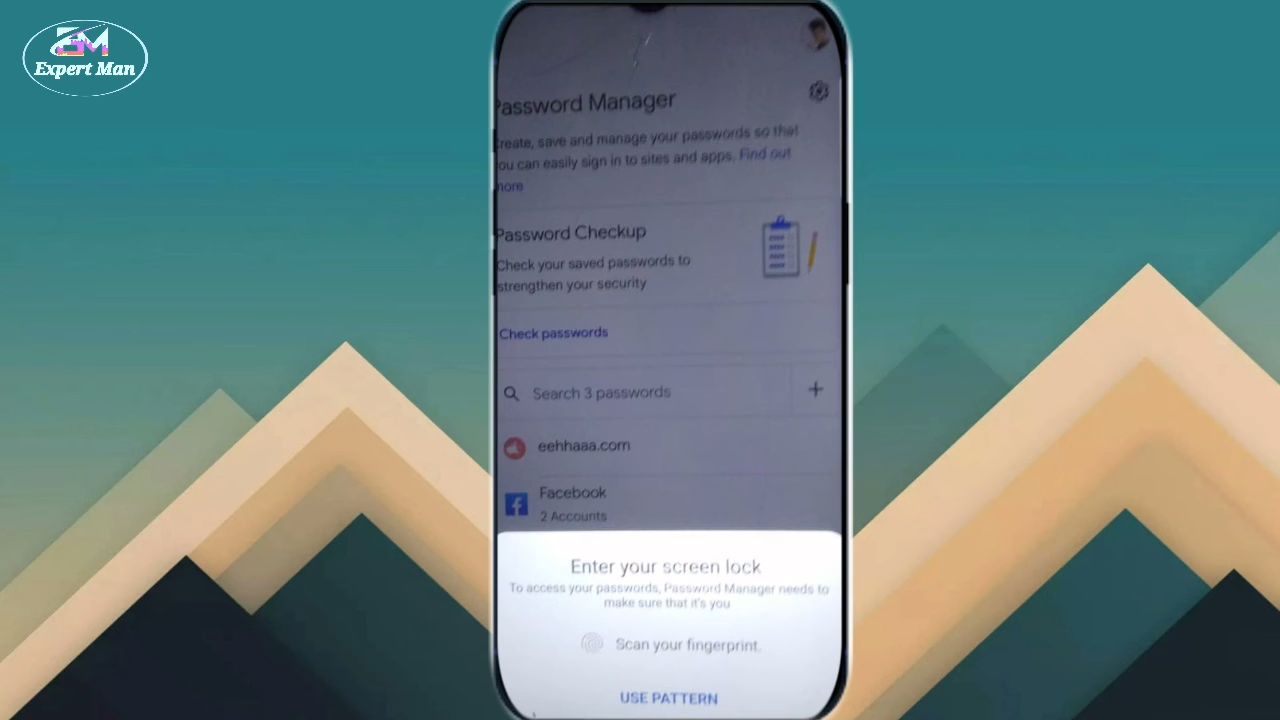 EM
Expert Man
Password Manager
create, save and manage your passwords so that
you can easily sign in to sites and apps. Find out
more
Password Checkup
Check your saved passwords to
strengthen your security
Check passwords
Search 3 passwords
eehhaaa.com
Facebook
2 Accounts
Enter your screen lock
To access your passwords, Password Manager needs to
make sure that it's you
Scan your fingerprint.
USE PATTERN